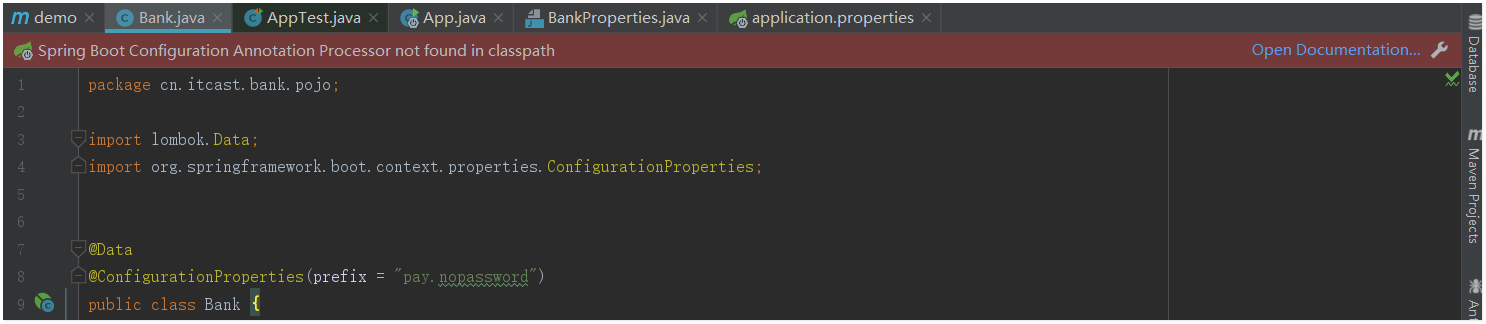 demo Bank.java AppTest.java App.java BankProperties.java application.properties
Spring Boot Configuration Annotation Processor not found in classpath Open Documentation...
1 package cn.itcast.bank.pojo;
2
3 import lombok.Data;
4 import org.springframework.boot.context.properties.ConfigurationProperties;
5
6
7 @Data
8 @ConfigurationProperties(prefix = "pay.nopassword")
9 public class Bank {
Database
Maven Projects
Ant